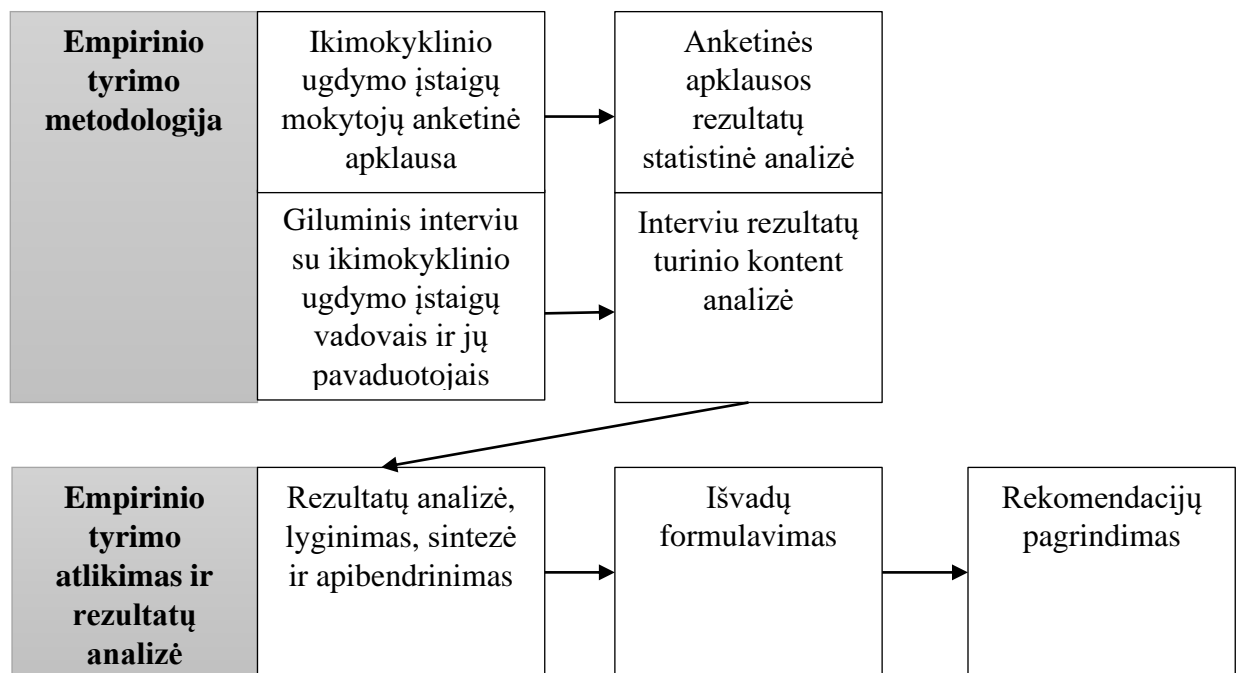 Empirinio
tyrimo
metodologija
Ikimokyklinio
ugdymo įstaigų
mokytojų anketinė
apklausa
Anketinės
apklausos
rezultatų
statistinė analizė
Giluminis interviu
su ikimokyklinio
ugdymo įstaigų
vadovais ir jų
pavaduotojais
Interviu rezultatų
turinio kontent
analizė
Empirinio
tyrimo
atlikimas ir
rezultatų
analizė
Rezultatų analizė,
lyginimas, sintezė
ir apibendrinimas
Išvadų
formulavimas
Rekomendacijų
pagrindimas